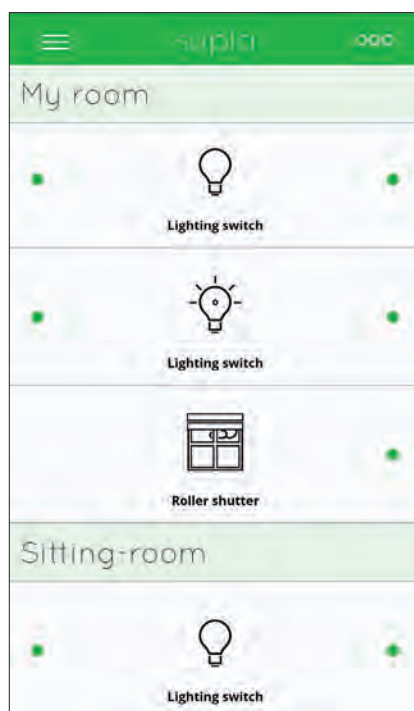 supla
My room
Lighting switch
Lighting switch
Roller shutter
Sitting-room
Lighting switch